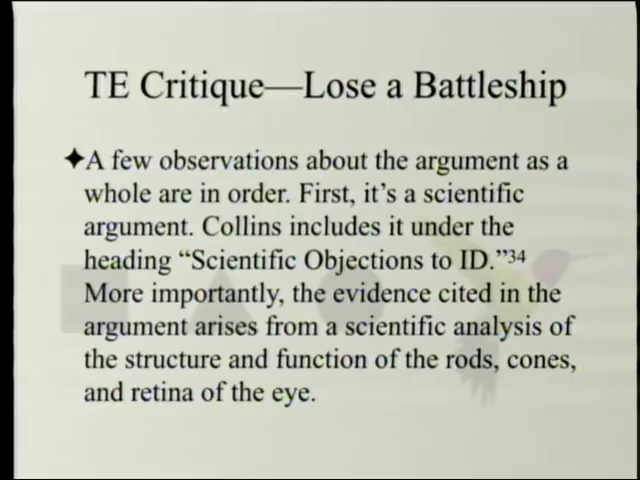 TE Critique—Lose a Battleship
✦A few observations about the argument as a
whole are in order. First, it's a scientific
argument. Collins includes it under the
heading “Scientific Objections to ID.”34
More importantly, the evidence cited in the
argument arises from a scientific analysis of
the structure and function of the rods, cones,
and retina of the eye.